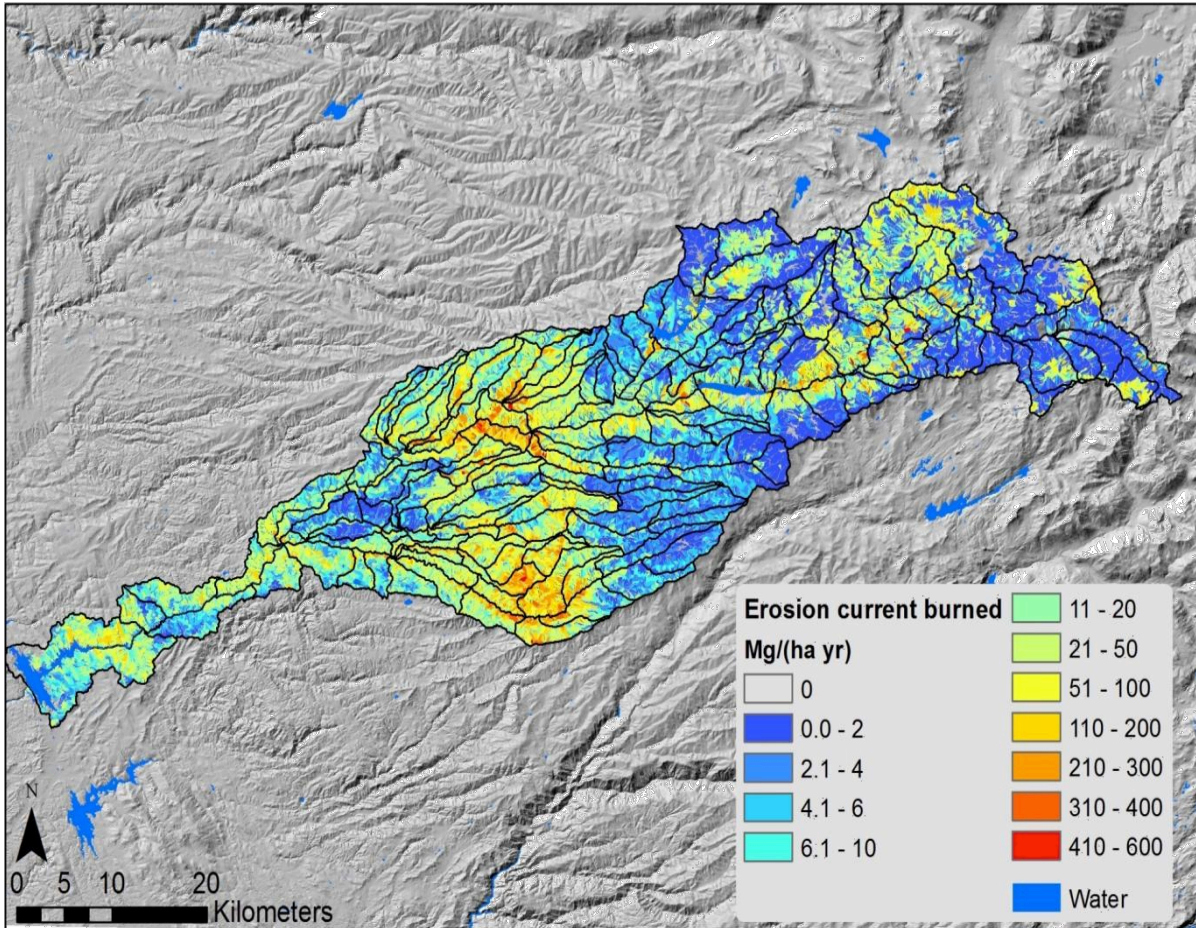 Erosion current burned
Mg/(ha yr)
0
0.0 - 2
2.1 - 4
4.1 - 6
6.1 - 10
11 - 20
21 - 50
51 - 100
110 - 200
210 - 300
310 - 400
410 - 600
Water
N
0 5 10 20
Kilometers